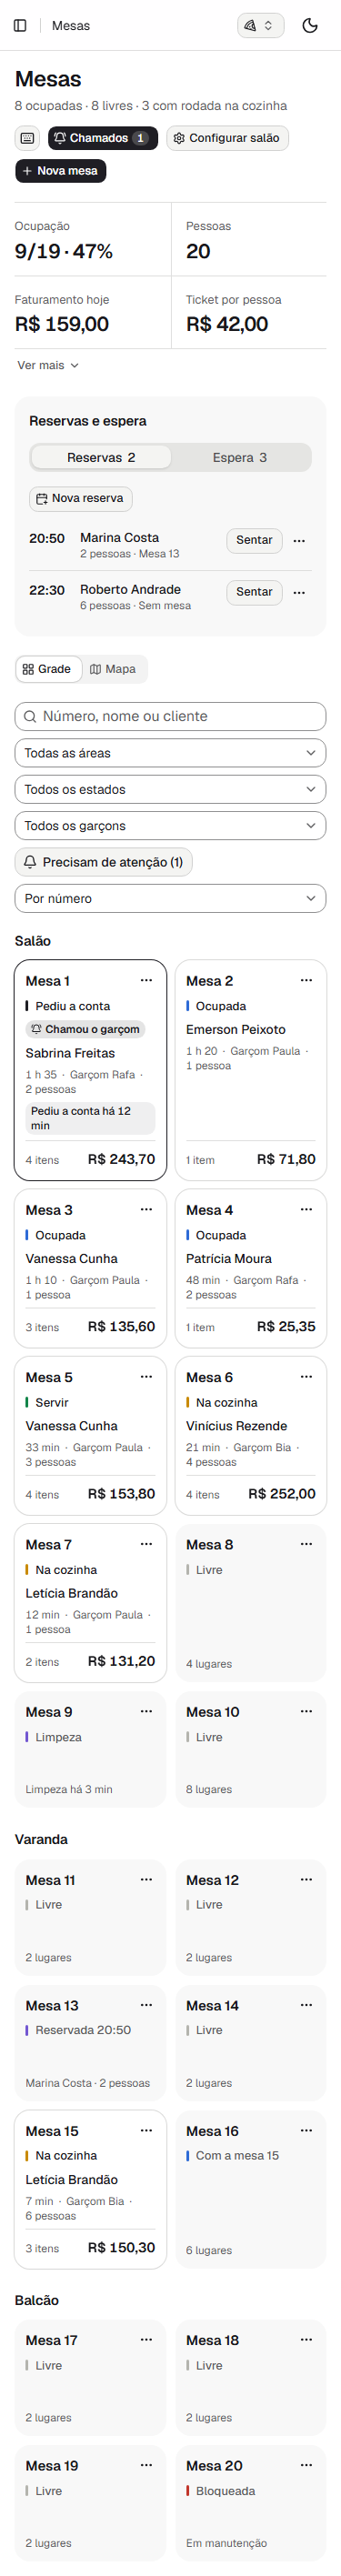 Mesas
Mesas
8 ocupadas · 8 livres · 3 com rodada na cozinha
Chamados 1
Configurar salão
Nova mesa
Ocupação
9/19 · 47%
Pessoas
20
Faturamento hoje
R$ 159,00
Ticket por pessoa
R$ 42,00
Ver mais
Reservas e espera
Reservas 2
Espera 3
Nova reserva
20:50
Marina Costa
2 pessoas · Mesa 13
Sentar
22:30
Roberto Andrade
6 pessoas · Sem mesa
Sentar
Grade
Mapa
Número, nome ou cliente
Todas as áreas
Todos os estados
Todos os garçons
Precisam de atenção (1)
Por número
Salão
Mesa 1
Pediu a conta
Chamou o garçom
Sabrina Freitas
1 h 35 · Garçom Rafa ·
2 pessoas
Pediu a conta há 12
min
4 itens
R$ 243,70
Mesa 2
Ocupada
Emerson Peixoto
1 h 20 · Garçom Paula ·
1 pessoa
1 item
R$ 71,80
Mesa 3
Ocupada
Vanessa Cunha
1 h 10 · Garçom Paula ·
1 pessoa
3 itens
R$ 135,60
Mesa 4
Ocupada
Patrícia Moura
48 min · Garçom Rafa ·
2 pessoas
1 item
R$ 25,35
Mesa 5
Servir
Vanessa Cunha
33 min · Garçom Paula ·
3 pessoas
4 itens
R$ 153,80
Mesa 6
Na cozinha
Vinícius Rezende
21 min · Garçom Bia ·
4 pessoas
4 itens
R$ 252,00
Mesa 7
Na cozinha
Letícia Brandão
12 min · Garçom Paula ·
1 pessoa
2 itens
R$ 131,20
Mesa 8
Livre
4 lugares
Mesa 9
Limpeza
Limpeza há 3 min
Mesa 10
Livre
8 lugares
Varanda
Mesa 11
Livre
2 lugares
Mesa 12
Livre
2 lugares
Mesa 13
Reservada 20:50
Marina Costa · 2 pessoas
Mesa 14
Livre
2 lugares
Mesa 15
Na cozinha
Letícia Brandão
7 min · Garçom Bia ·
6 pessoas
3 itens
R$ 150,30
Mesa 16
Com a mesa 15
6 lugares
Balcão
Mesa 17
Livre
2 lugares
Mesa 18
Livre
2 lugares
Mesa 19
Livre
2 lugares
Mesa 20
Bloqueada
Em manutenção